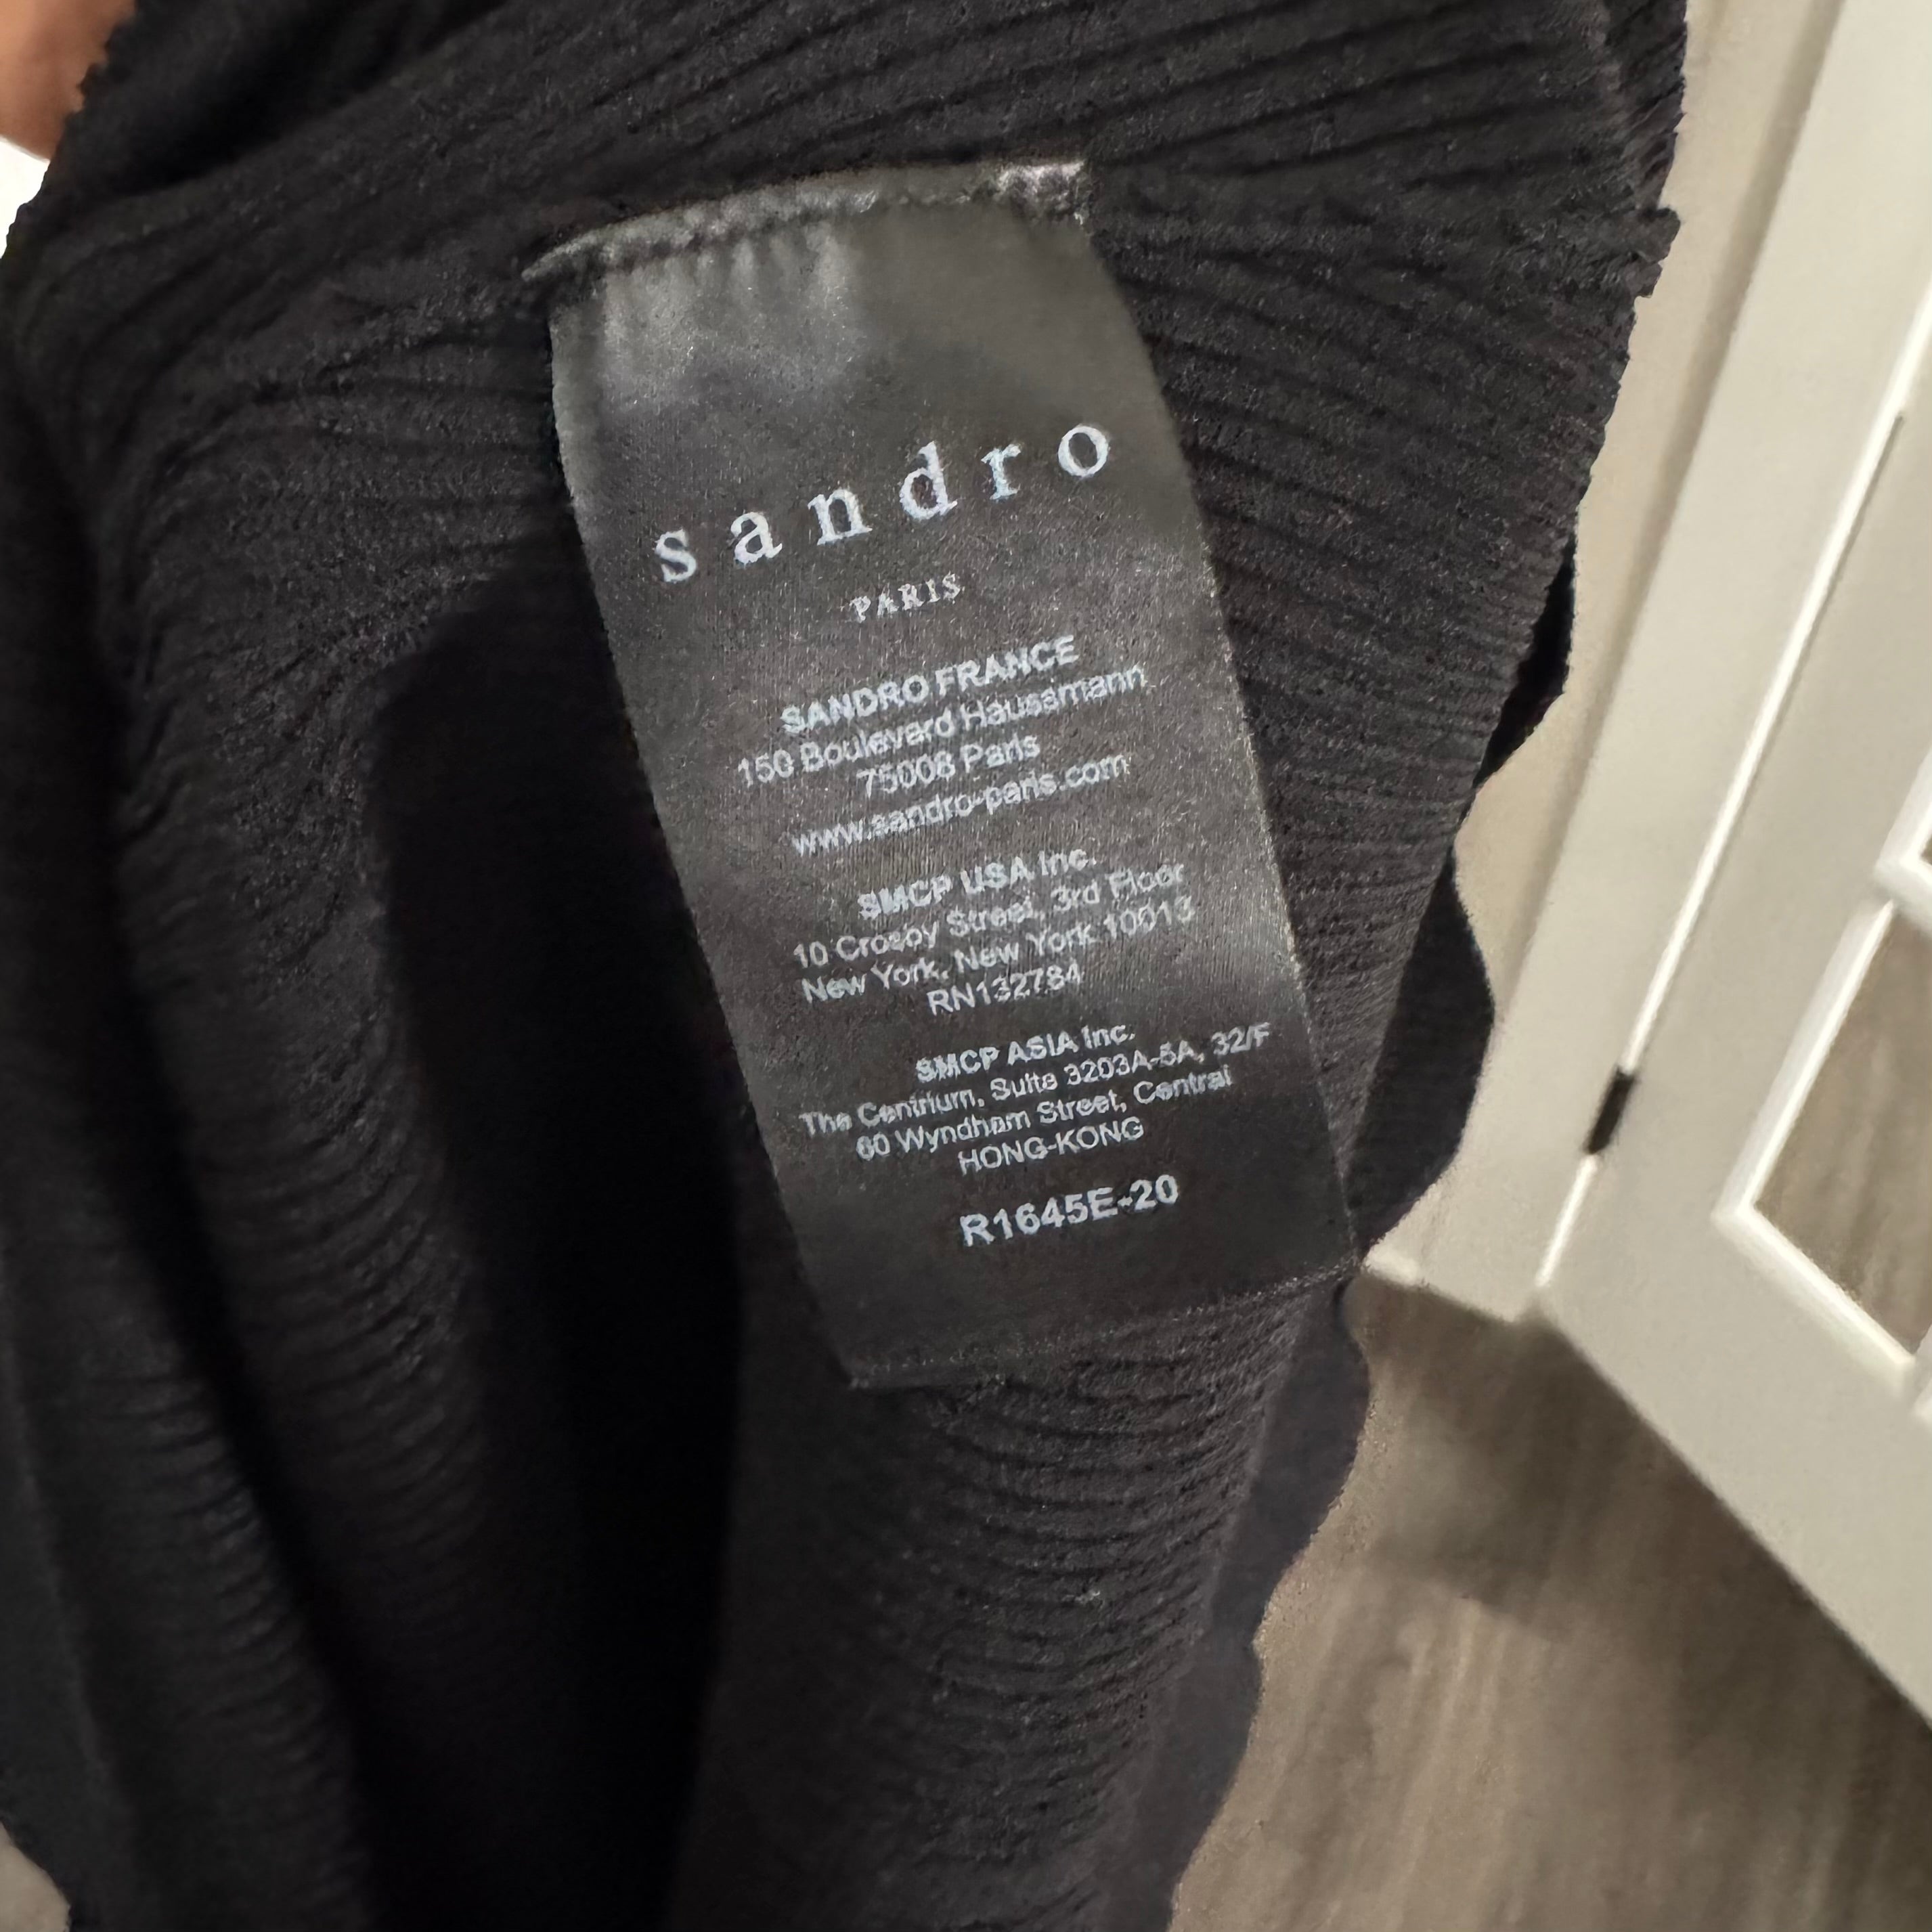 sandro
PARIS
SANDRO FRANCE
150 Boulevard Haussmann
75008 Paris
www.sandro-paris.com
SMCP USA Inc.
10 Crosby Street, 3rd Floor
New York, New York 10013
RN132784
SMCP ASIA Inc.
The Centrium, Suite 3203A-5A, 32/F
60 Wyndham Street, Central
HONG-KONG
R1645E-20